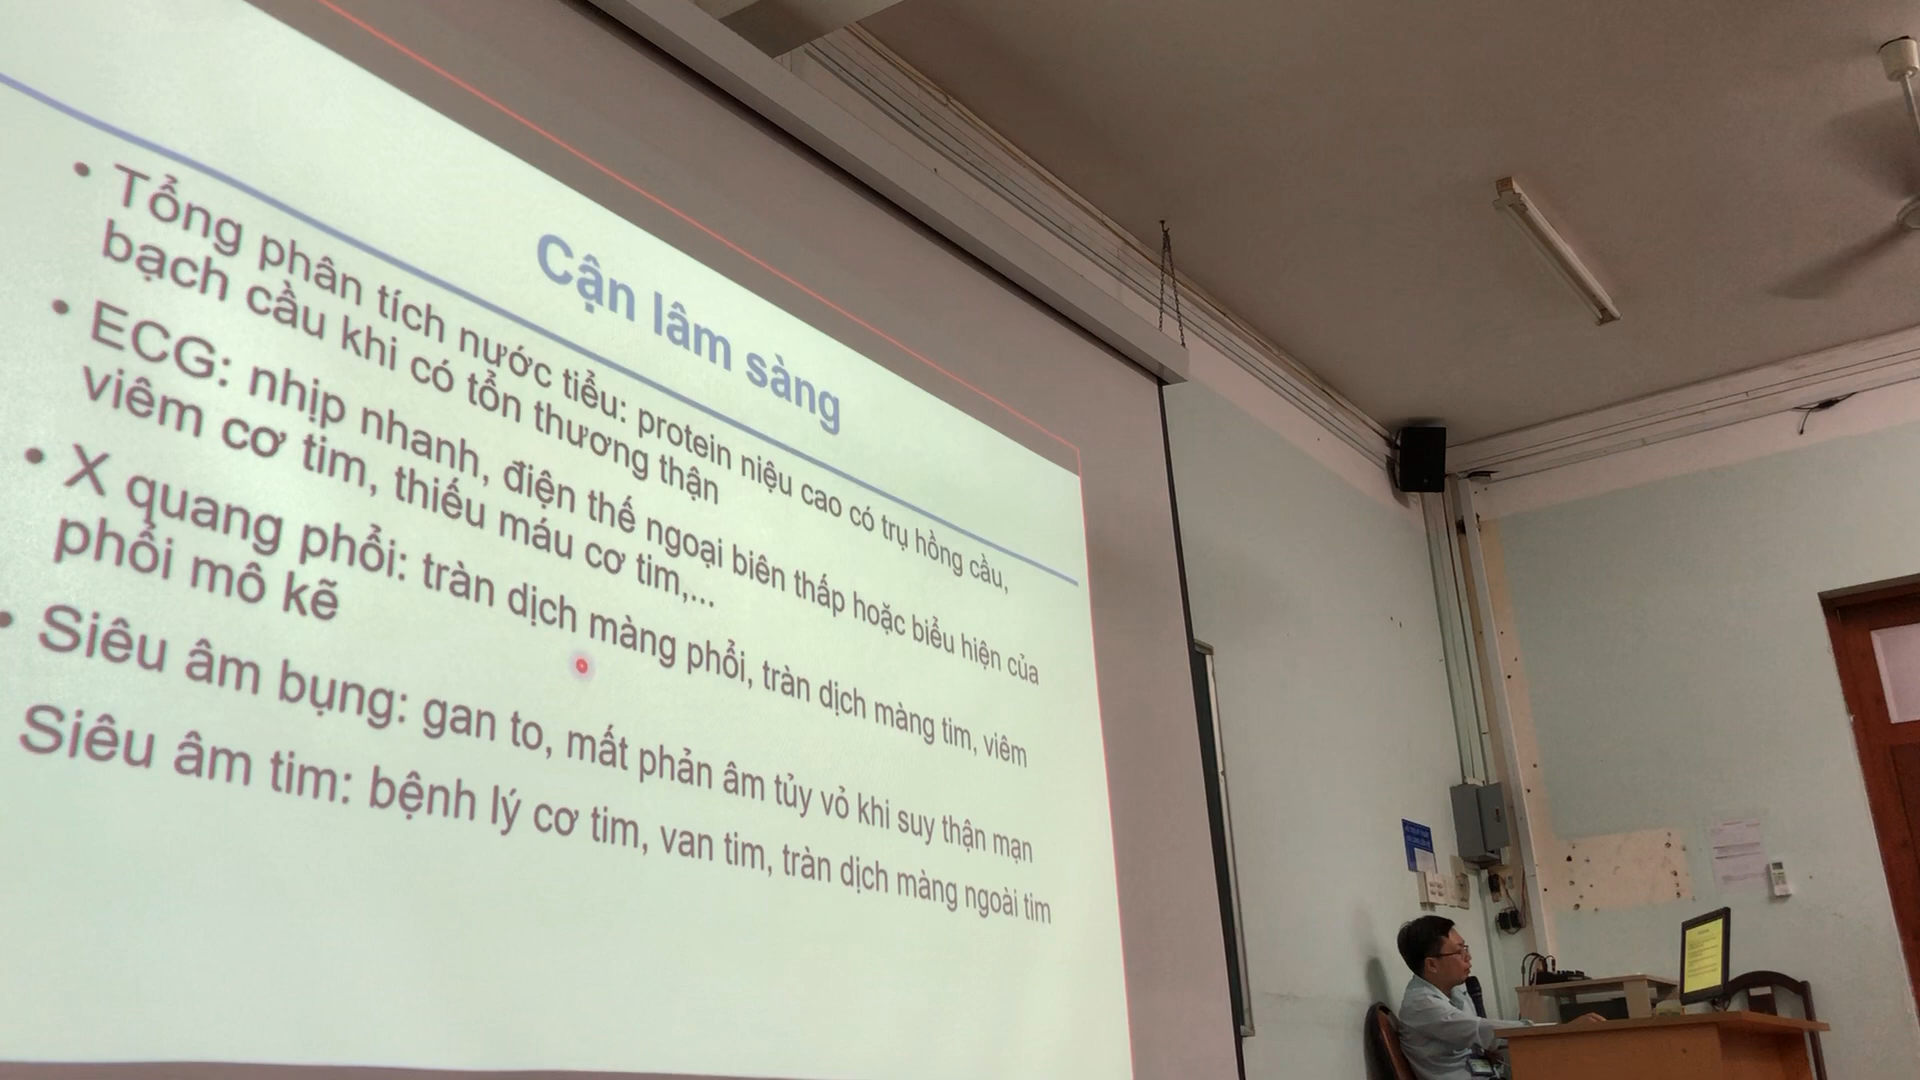 Cận lâm sàng
• Tổng phân tích nước tiểu: protein niệu cao có trụ hồng cầu,
bạch cầu khi có tổn thương thận
• ECG: nhịp nhanh, điện thế ngoại biên thấp hoặc biểu hiện của
viêm cơ tim, thiếu máu cơ tim,...
• X quang phổi: tràn dịch màng phổi, tràn dịch màng tim, viêm
phổi mô kẽ
• Siêu âm bụng: gan to, mất phản âm tủy vỏ khi suy thận mạn
Siêu âm tim: bệnh lý cơ tim, van tim, tràn dịch màng ngoài tim